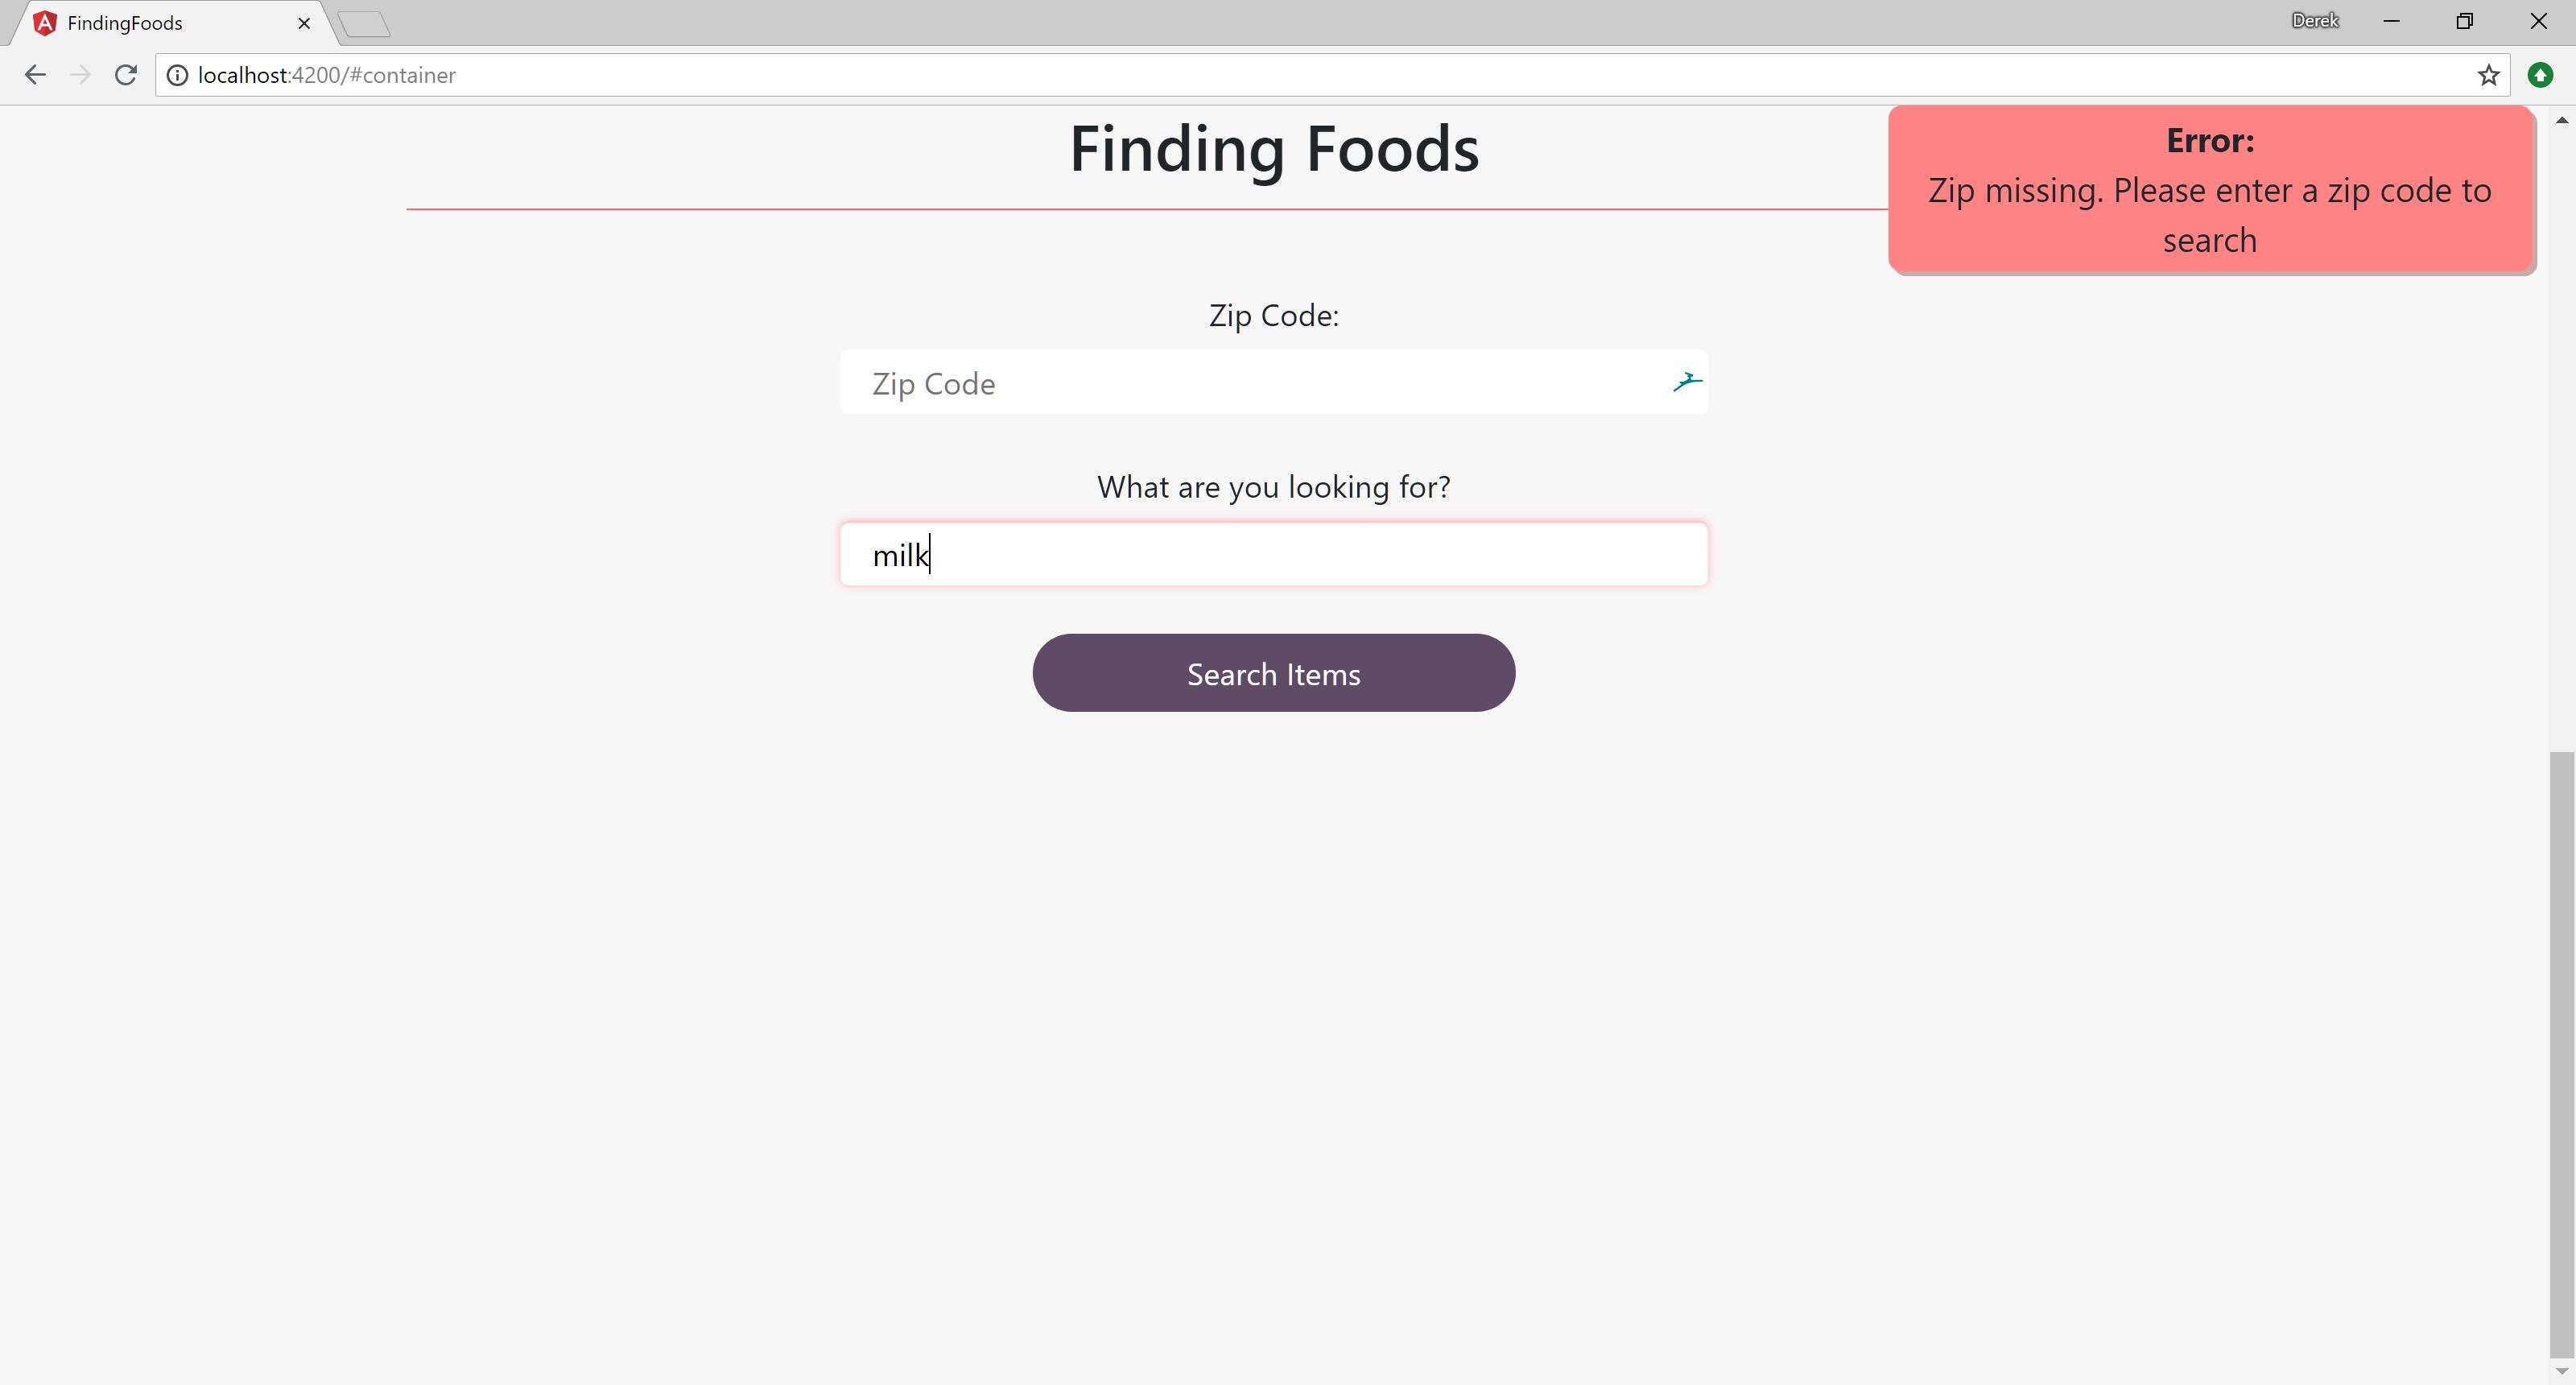 FindingFoods
Derek
localhost:4200/#container
Finding Foods
Error:
Zip missing. Please enter a zip code to
search
Zip Code:
Zip Code
What are you looking for?
milk
Search Items